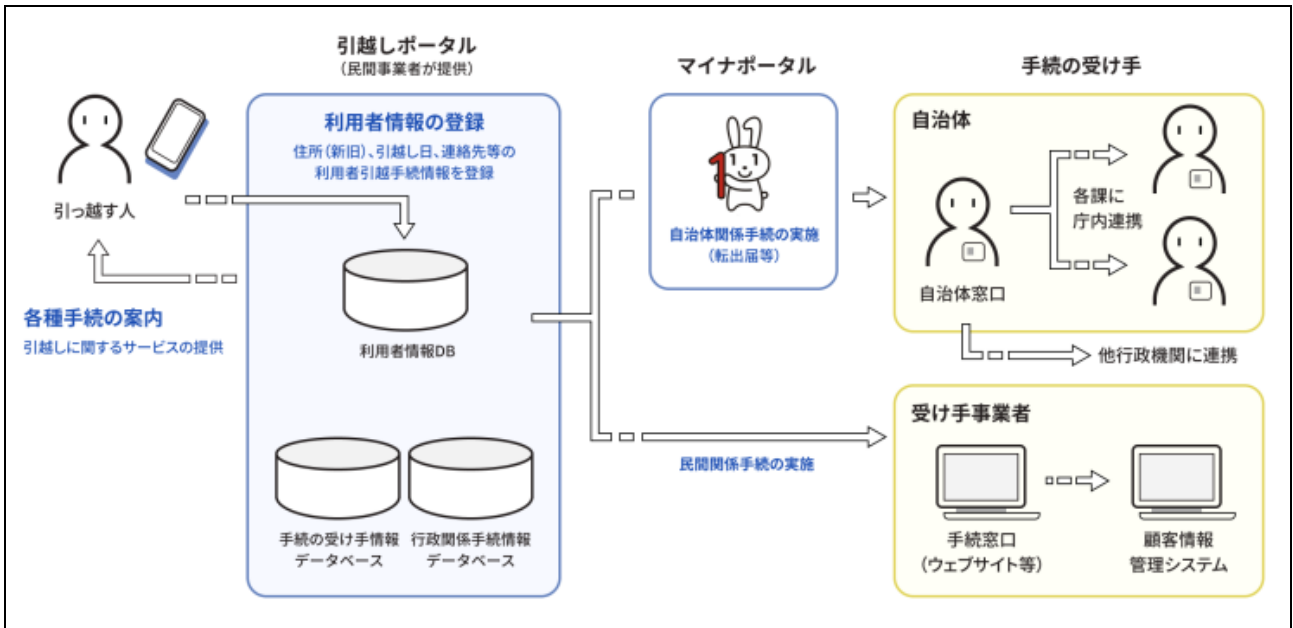 引越しポータル
(民間事業者が提供)
マイナポータル
手続の受け手
利用者情報の登録
住所(新旧)、引越し日、連絡先等の
利用者引越手続情報を登録
引っ越す人
利用者情報DB
各種手続の案内
引越しに関するサービスの提供
手続の受け手情報
データベース
行政関係手続情報
データベース
1
自治体関係手続の実施
(転出届等)
民間関係手続の実施
自治体
自治体窓口
各課に
庁内連携
他行政機関に連携
受け手事業者
手続窓口
(ウェブサイト等)
顧客情報
管理システム